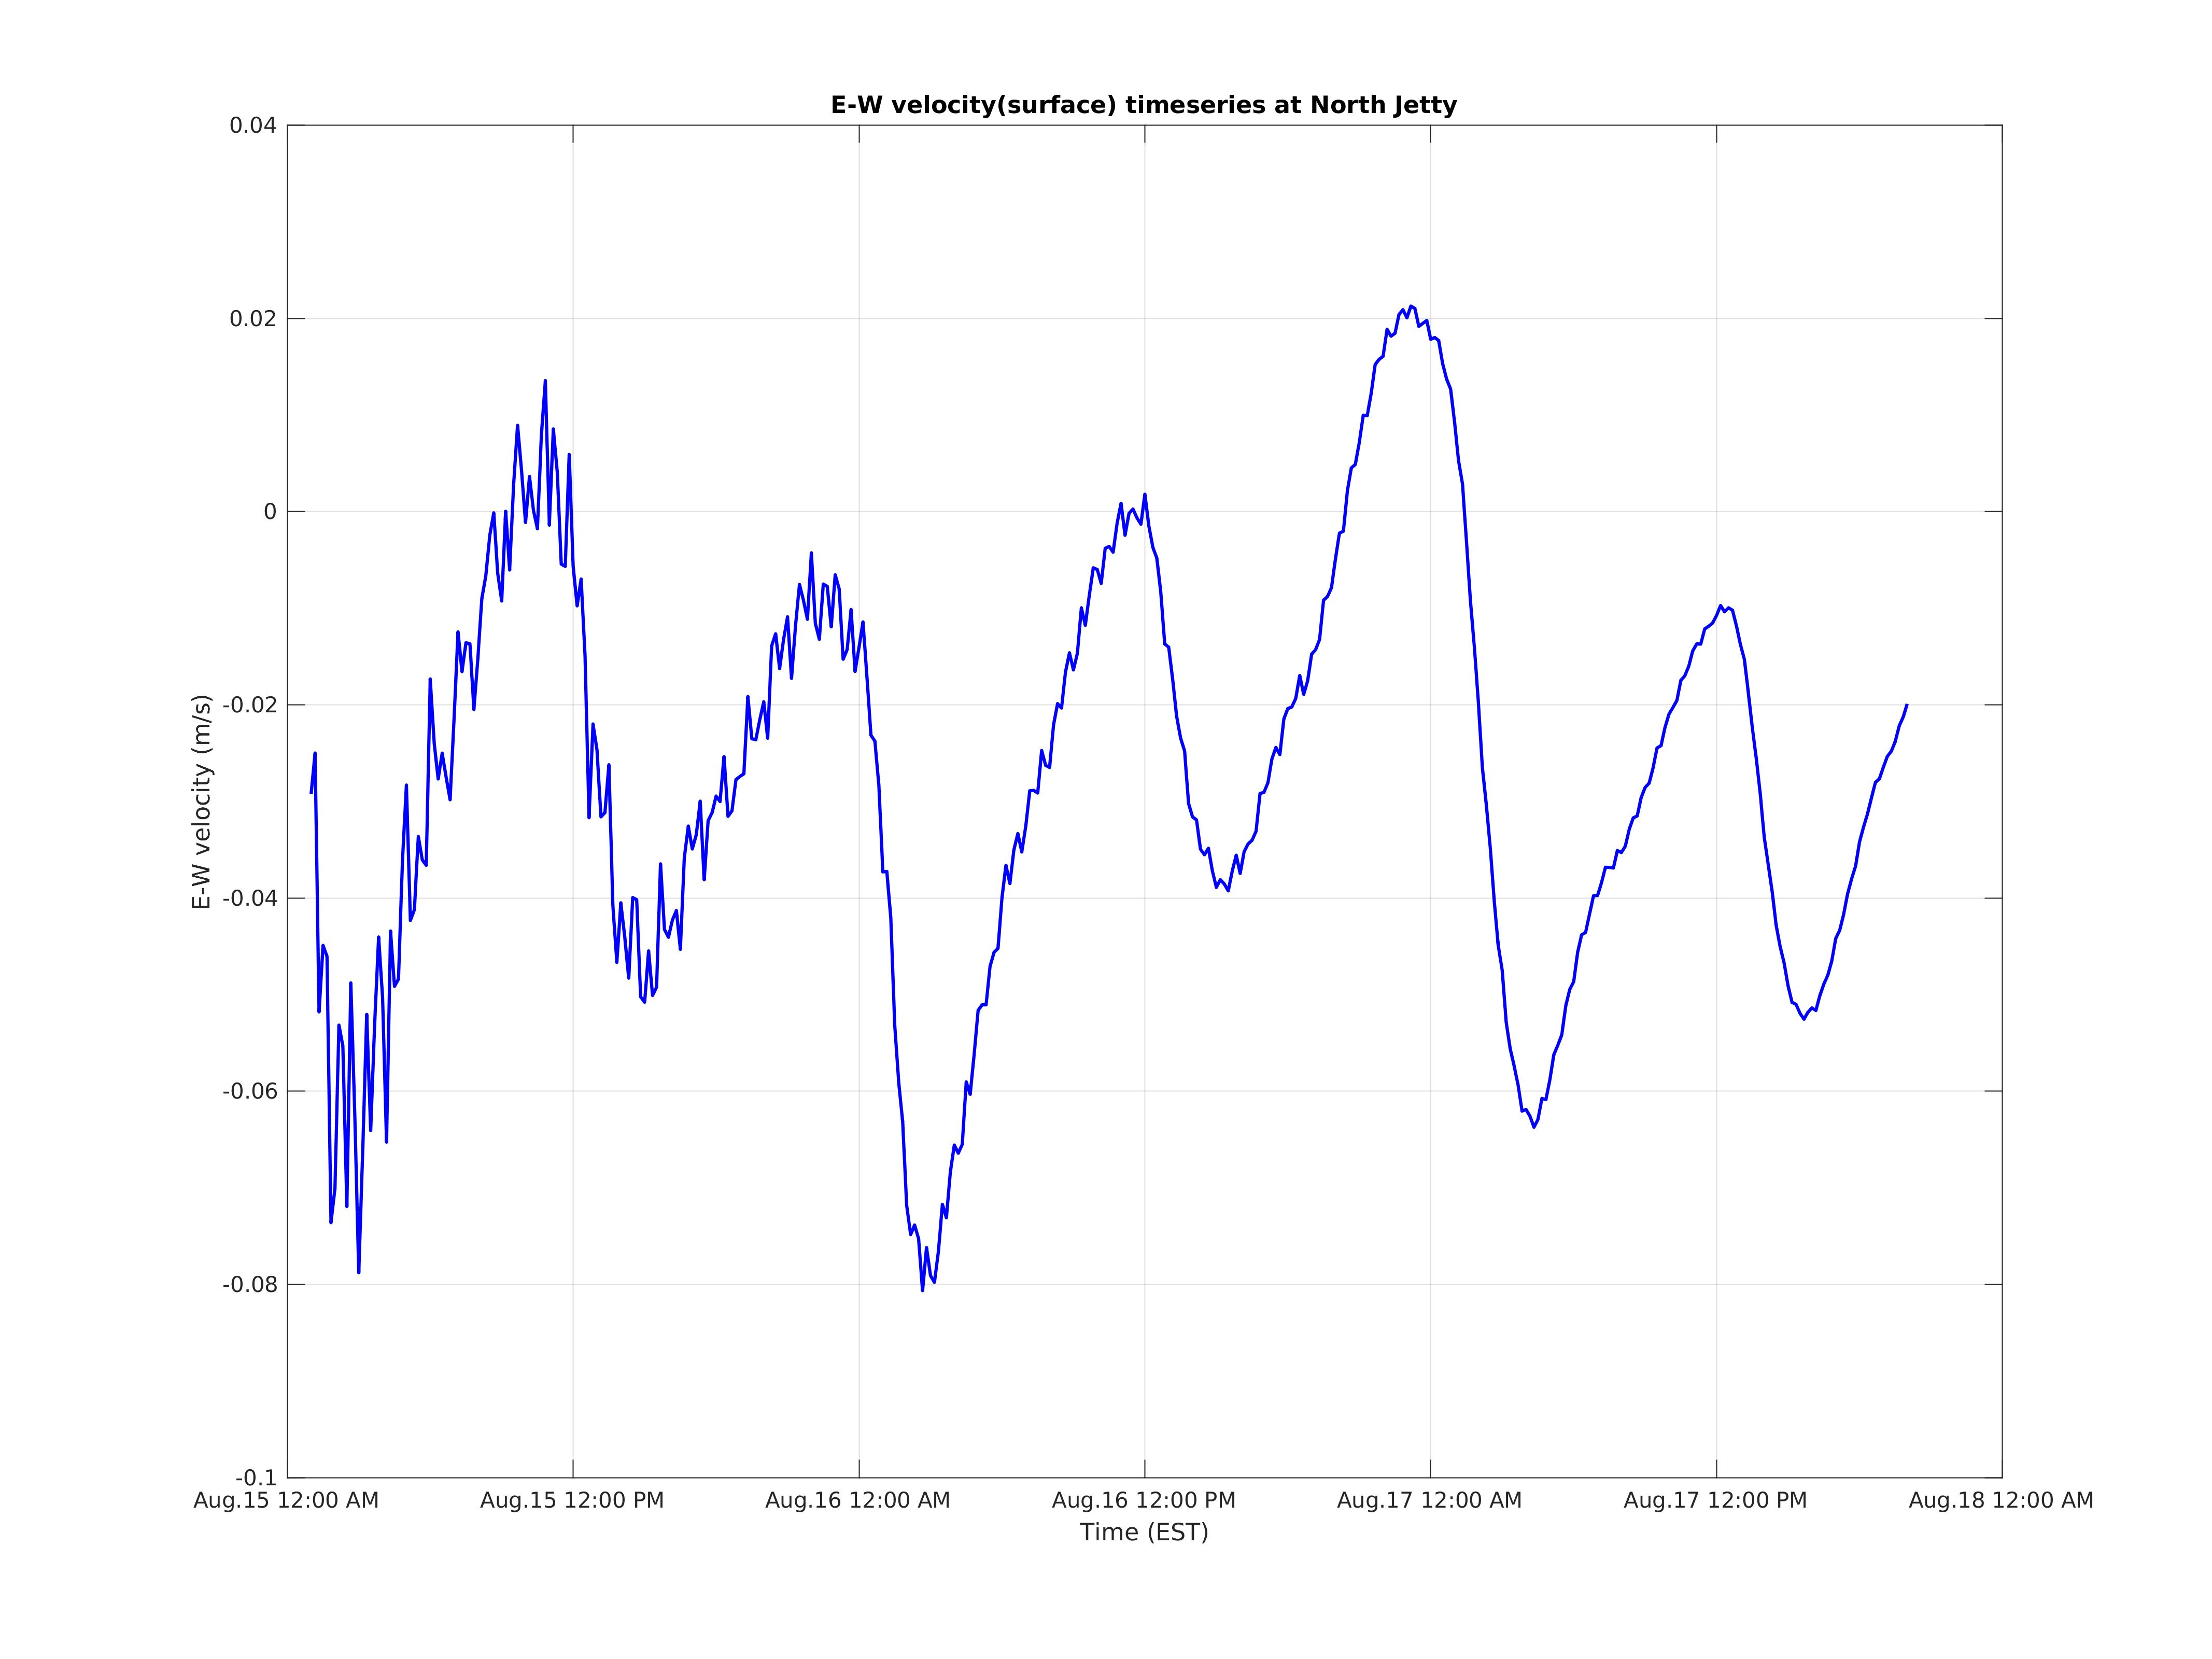 E-W velocity(surface) timeseries at North Jetty
0.04
0.02
0
-0.02
-0.04
-0.06
-0.08
-0.1
E-W velocity (m/s)
Aug.15 12:00 AM Aug.15 12:00 PM Aug.16 12:00 AM Aug.16 12:00 PM Aug.17 12:00 AM Aug.17 12:00 PM Aug.18 12:00 AM
Time (EST)